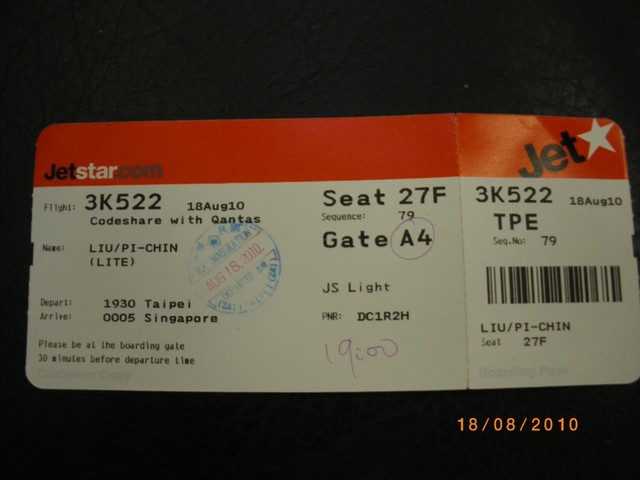 Jetstar.com
Flight: 3K522 18Aug10
Codeshare with Qantas
Name: LIU/PI-CHIN
(LITE)
Depart: 1930 Taipei
Arrive: 0005 Singapore
Please be at the boarding gate
30 minutes before departure time
Customer Copy
Seat 27F
Sequence: 79
Gate A4
JS Light
PNR: DC1R2H
19:00
AUG 18. 2010.
Jet
3K522 18Aug10
TPE
Seq.No: 79
LIU/PI-CHIN
Seat 27F
Boarding Pass
18/08/2010